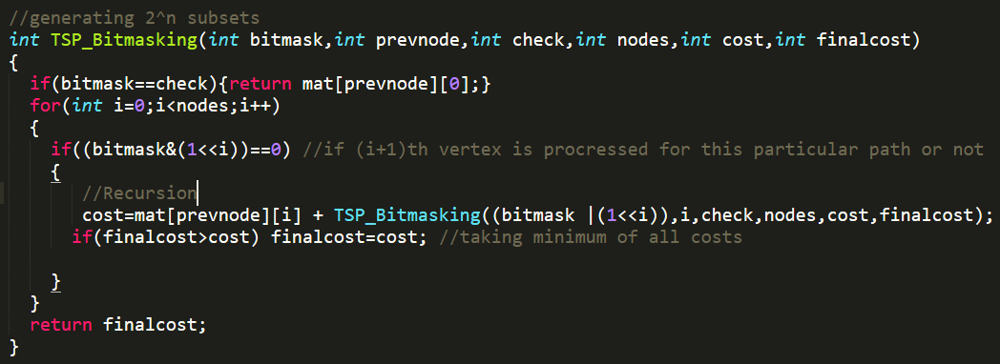 //generating 2^n subsets
int TSP_Bitmasking(int bitmask,int prevnode,int check,int nodes,int cost,int finalcost)
{
if(bitmask==check){return mat[prevnode][0];}
for(int i=0;i<nodes;i++)
{
if((bitmask&(1<<i))==0) //if (i+1)th vertex is procressed for this particular path or not
{
//Recursion
cost=mat[prevnode][i] + TSP_Bitmasking((bitmask |(1<<i)),i,check,nodes,cost,finalcost);
if(finalcost>cost) finalcost=cost; //taking minimum of all costs
}
}
return finalcost;
}